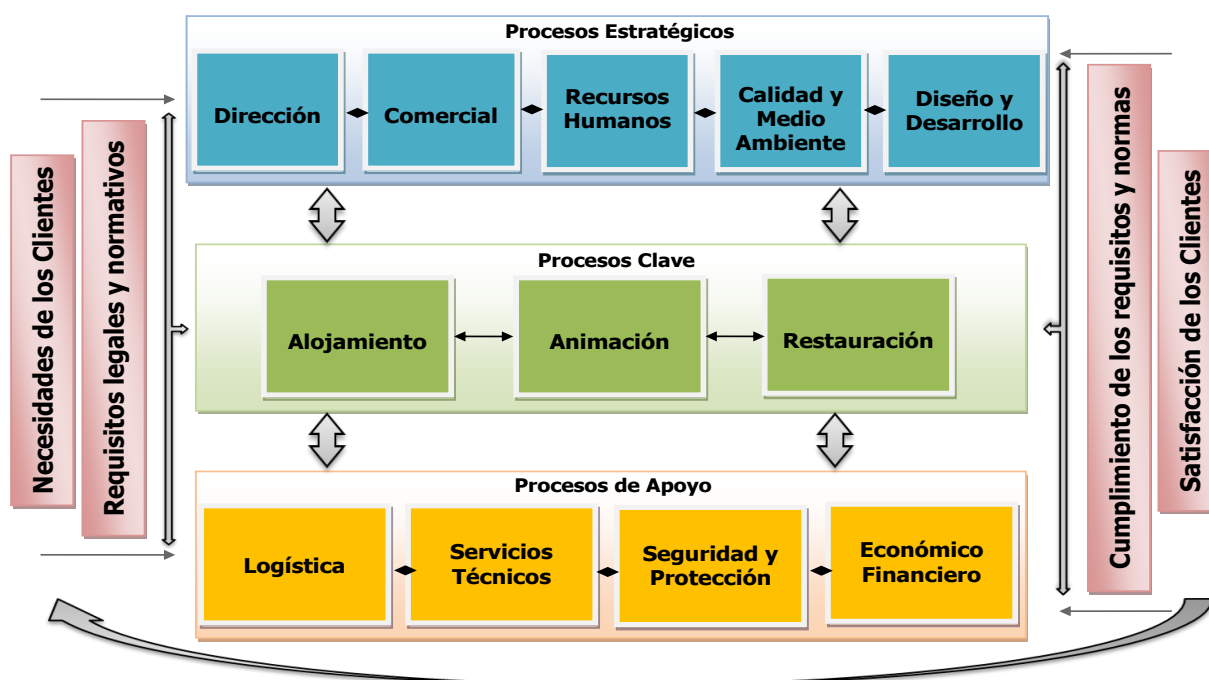 Procesos Estratégicos
Dirección
Comercial
Recursos
Humanos
Calidad y
Medio
Ambiente
Diseño y
Desarrollo
Necesidades de los Clientes
Requisitos legales y normativos
Procesos Clave
Alojamiento
Animación
Restauración
Cumplimiento de los requisitos y normas
Satisfacción de los Clientes
Procesos de Apoyo
Logística
Servicios
Técnicos
Seguridad y
Protección
Económico
Financiero